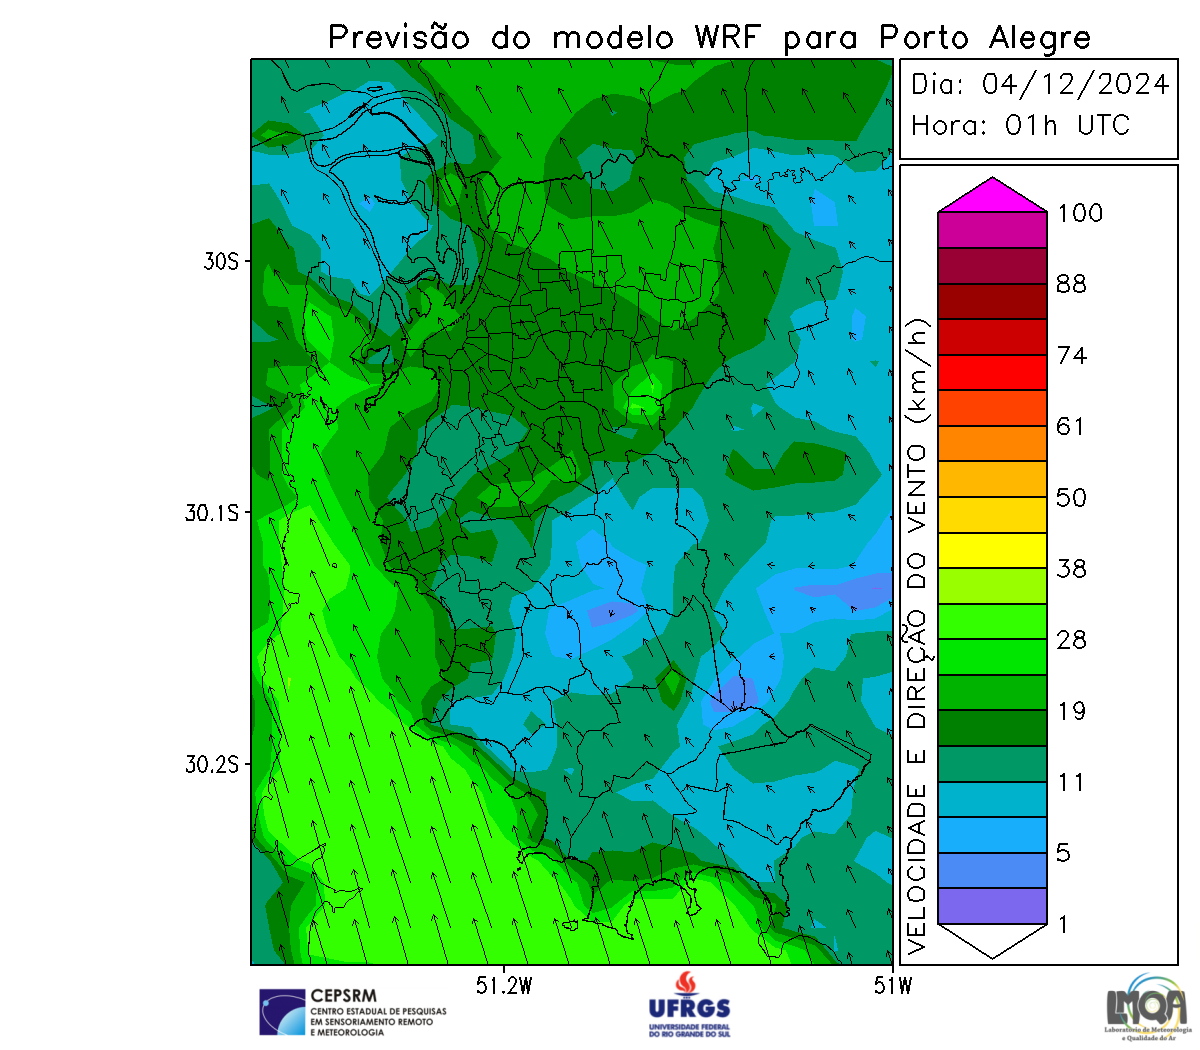 Previsão do modelo WRF para Porto Alegre
Dia: 04/12/2024
Hora: 01h UTC
30S
30.1S
30.2S
51.2W
51W
VELOCIDADE E DIREÇÃO DO VENTO (km/h)
100
88
74
61
50
38
28
19
11
5
1
CEPSRM
CENTRO ESTADUAL DE PESQUISAS
EM SENSORIAMENTO REMOTO
E METEOROLOGIA
UFRGS
UNIVERSIDADE FEDERAL
DO RIO GRANDE DO SUL
LMQA
Laboratório de Meteorologia
e Qualidade do Ar